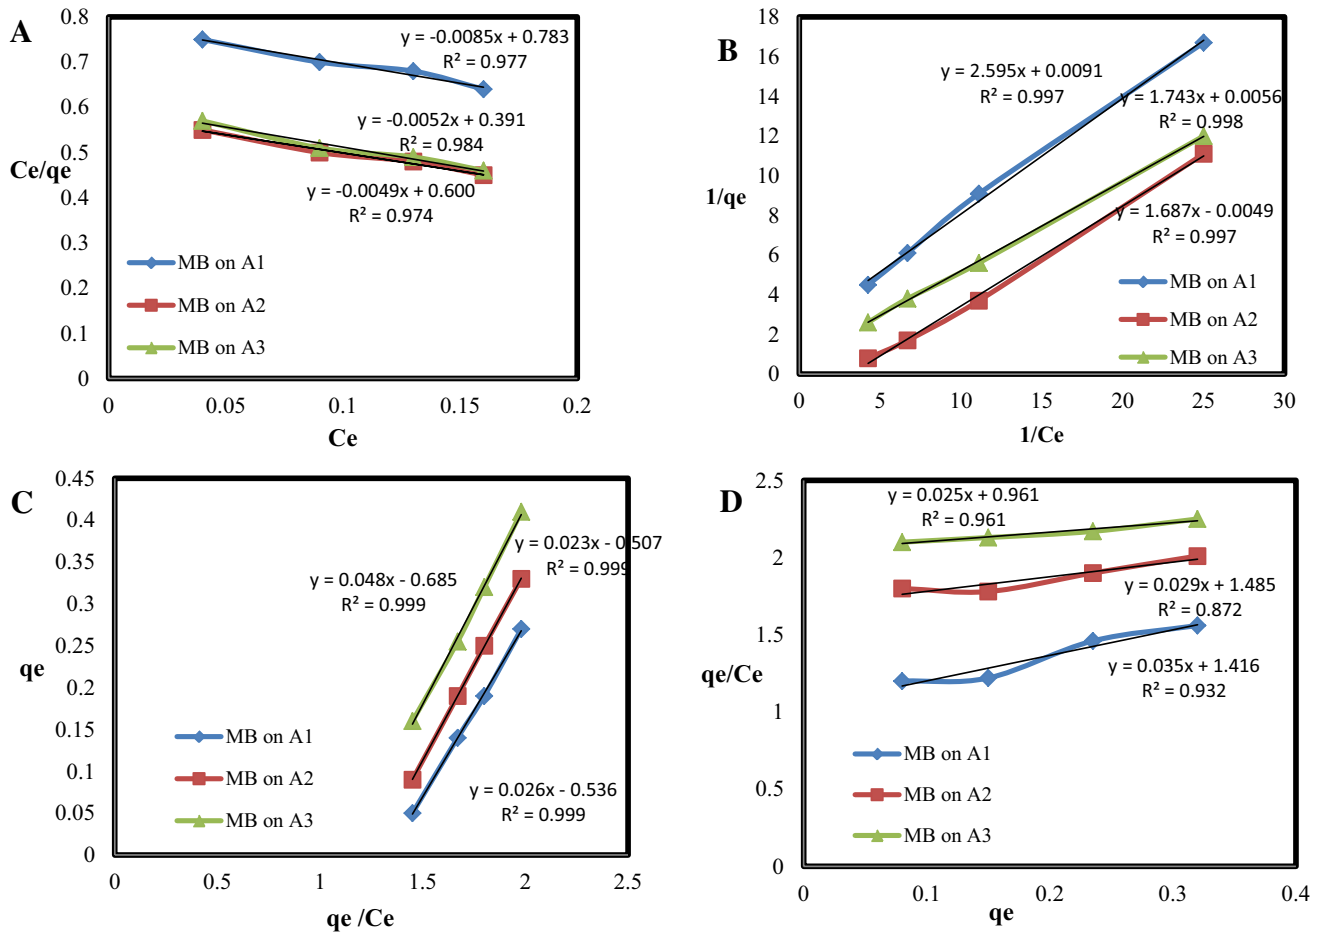 A
0.8
0.7
0.6
0.5
0.4
0.3
0.2
0.1
0
Ce/qe
y = -0.0085x + 0.783
R² = 0.977
y = -0.0052x + 0.391
R² = 0.984
y = -0.0049x + 0.600
R² = 0.974
MB on A1
MB on A2
MB on A3
0 0.05 0.1 0.15 0.2
Ce
B
18
16
14
12
10
8
6
4
2
0
1/qe
y = 2.595x + 0.0091
R² = 0.997
y = 1.743x + 0.0056
R² = 0.998
y = 1.687x - 0.0049
R² = 0.997
MB on A1
MB on A2
MB on A3
0 5 10 15 20 25 30
1/Ce
C
0.45
0.4
0.35
0.3
0.25
0.2
0.15
0.1
0.05
0
qe
y = 0.023x - 0.507
R² = 0.999
y = 0.048x - 0.685
R² = 0.999
y = 0.026x - 0.536
R² = 0.999
MB on A1
MB on A2
MB on A3
0 0.5 1 1.5 2 2.5
qe /Ce
D
2.5
2
1.5
1
0.5
0
qe/Ce
y = 0.025x + 0.961
R² = 0.961
y = 0.029x + 1.485
R² = 0.872
y = 0.035x + 1.416
R² = 0.932
MB on A1
MB on A2
MB on A3
0 0.1 0.2 0.3 0.4
qe